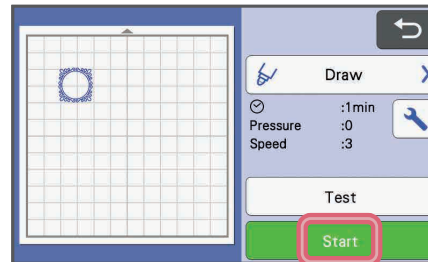 Draw
:1min
Pressure :0
Speed :3
Test
Start